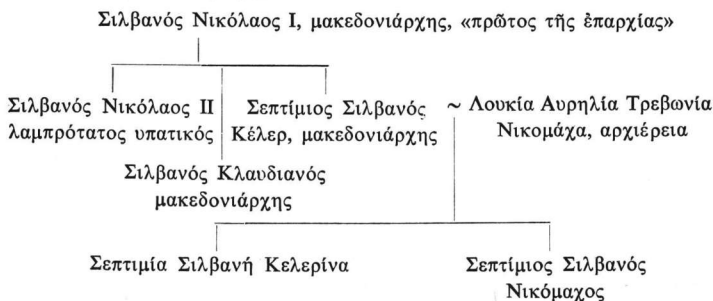 Σιλβανός Νικόλαος Ι, μακεδονιάρχης, «πρῶτος τῆς ἐπαρχίας»
Σιλβανός Νικόλαος ΙΙ
λαμπρότατος υπατικός
Σεπτίμιος Σιλβανός
Κέλερ, μακεδονιάρχης
~ Λουκία Αυρηλία Τρεβωνία
Νικομάχα, αρχιέρεια
Σιλβανός Κλαυδιανός
μακεδονιάρχης
Σεπτιμία Σιλβανή Κελερίνα
Σεπτίμιος Σιλβανός
Νικόμαχος